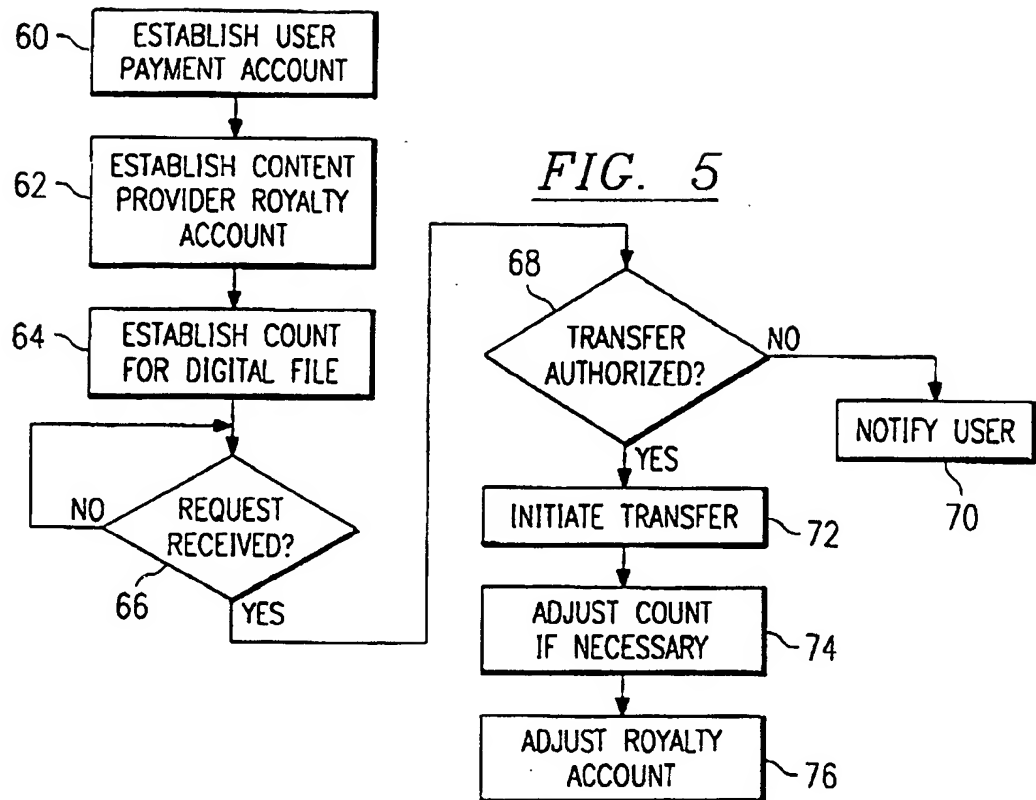 60
ESTABLISH USER
PAYMENT ACCOUNT
62
ESTABLISH CONTENT
PROVIDER ROYALTY
ACCOUNT
64
ESTABLISH COUNT
FOR DIGITAL FILE
NO
REQUEST
RECEIVED?
66
YES
FIG. 5
68
TRANSFER
AUTHORIZED?
NO
NOTIFY USER
70
YES
INITIATE TRANSFER
72
ADJUST COUNT
IF NECESSARY
74
ADJUST ROYALTY
ACCOUNT
76